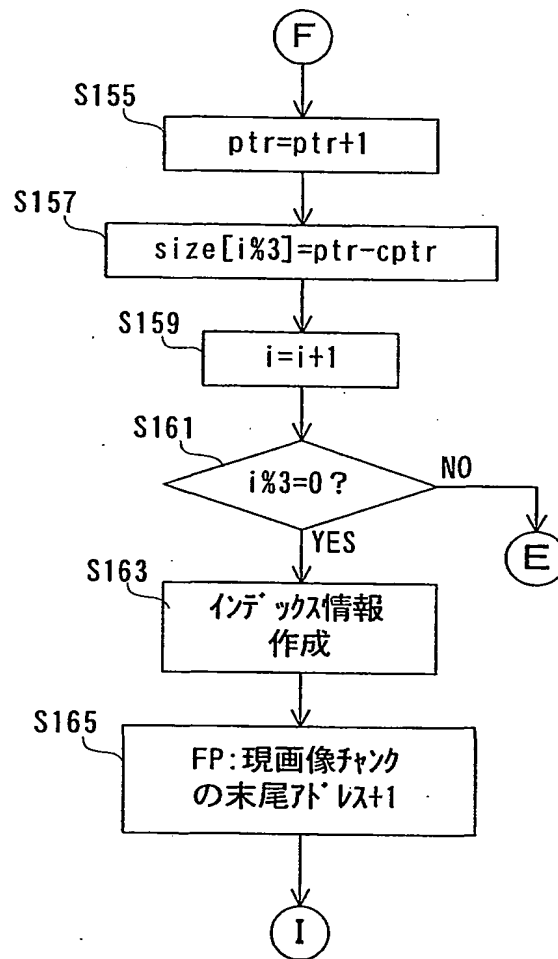 F
S155
ptr=ptr+1
S157
size[i%3]=ptr-cptr
S159
i=i+1
S161
i%3=0?
NO
E
YES
S163
インデックス情報
作成
S165
FP:現画像チャンク
の末尾アドレス+1
I